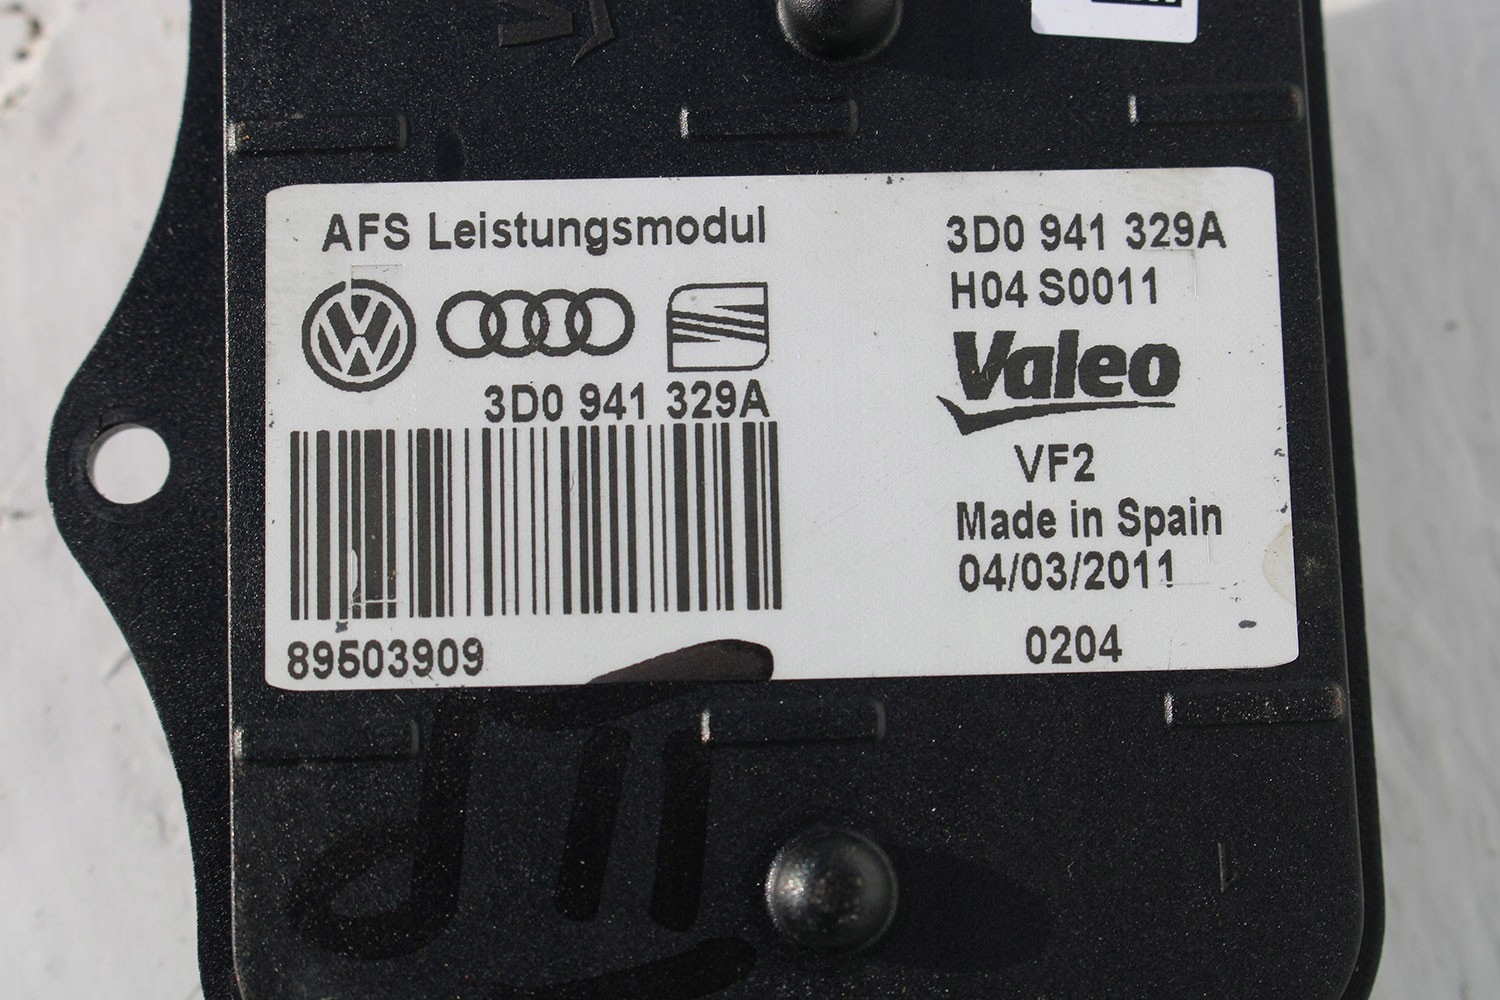 AFS Leistungsmodul
3D0 941 329A
89503909
3D0 941 329A
H04 S0011
Valeo
VF2
Made in Spain
04/03/2011
0204